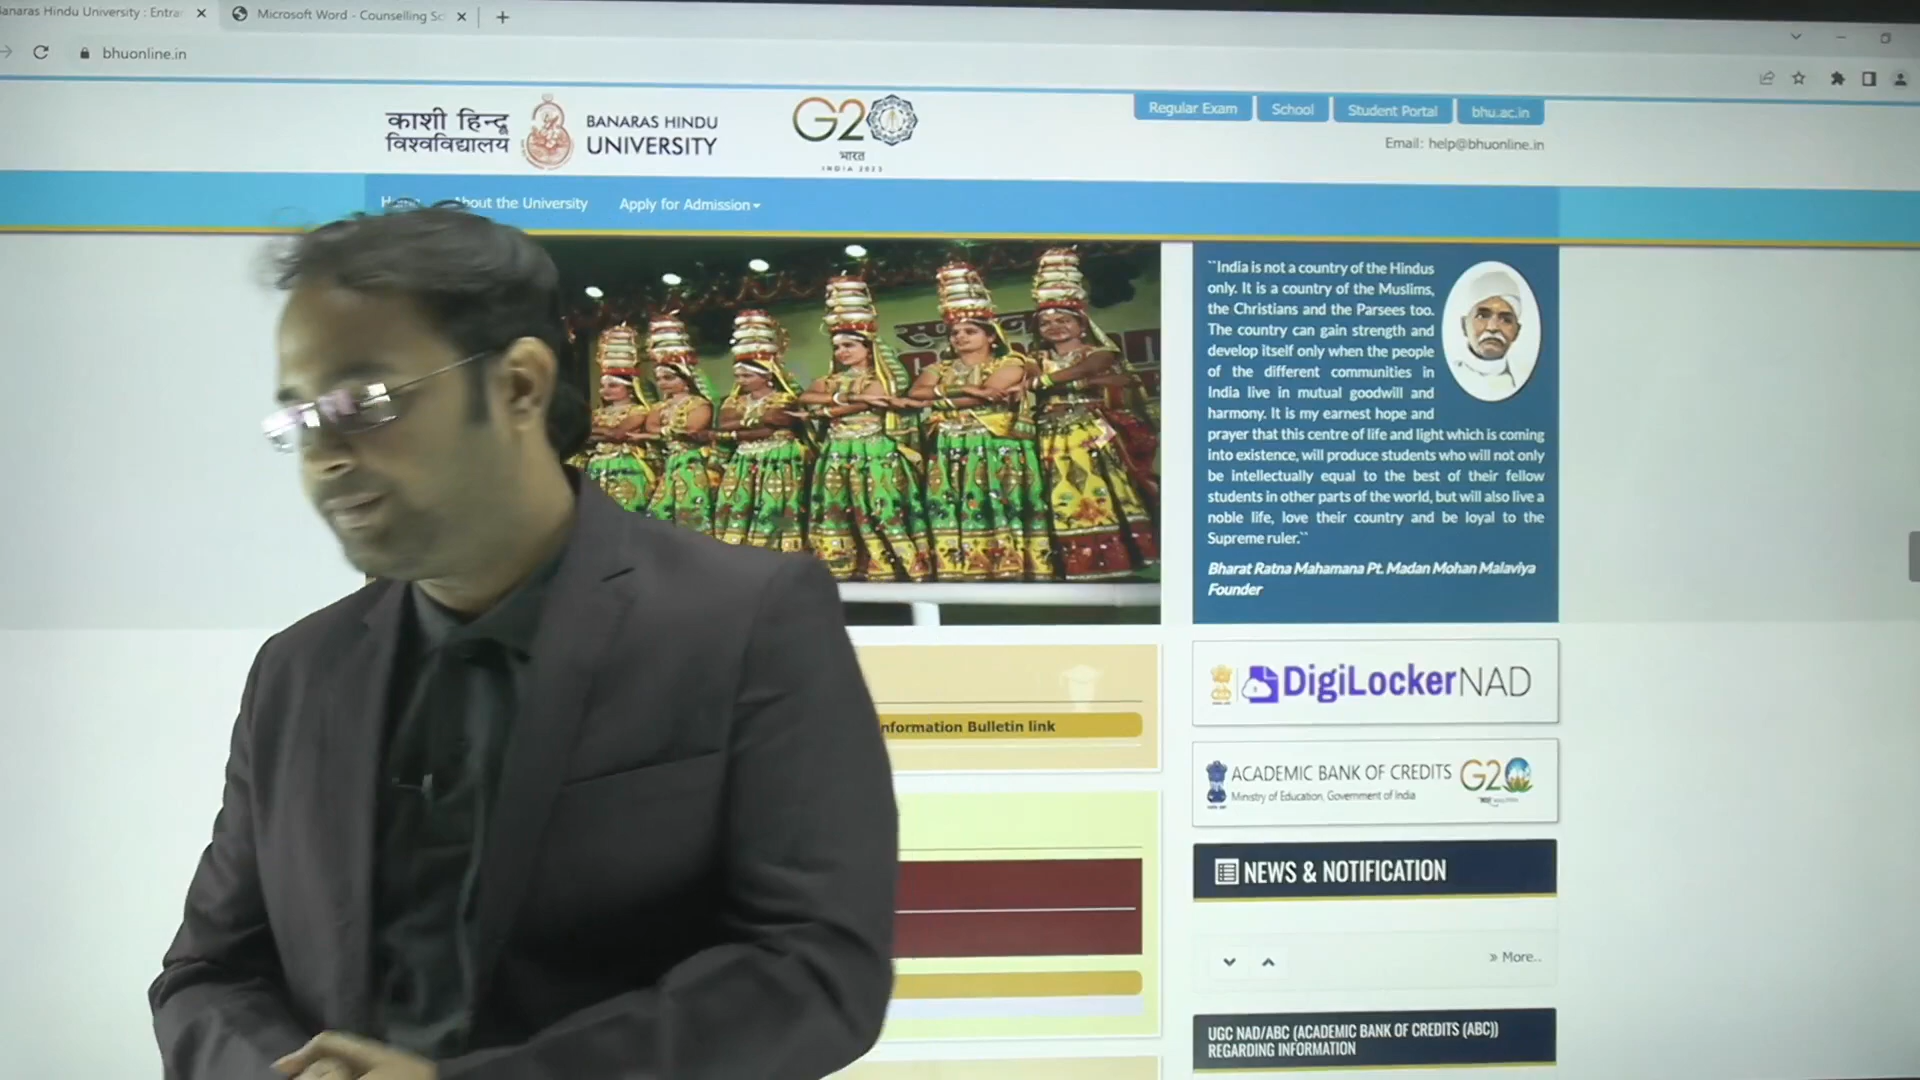 anaras Hindu University : Entra
Microsoft Word - Counselling Sc
bhuonline.in
काशी हिन्दू
विश्वविद्यालय
BANARAS HINDU
UNIVERSITY
G2
भारत
INDIA 2023
Regular Exam
School
Student Portal
bhu.ac.in
Email: help@bhuonline.in
Home
About the University
Apply for Admission
``India is not a country of the Hindus
only. It is a country of the Muslims,
the Christians and the Parsees too.
The country can gain strength and
develop itself only when the people
of the different communities in
India live in mutual goodwill and
harmony. It is my earnest hope and
prayer that this centre of life and light which is coming
into existence, will produce students who will not only
be intellectually equal to the best of their fellow
students in other parts of the world, but will also live a
noble life, love their country and be loyal to the
Supreme ruler.``
Bharat Ratna Mahamana Pt. Madan Mohan Malaviya
Founder
DigiLocker NAD
nformation Bulletin link
ACADEMIC BANK OF CREDITS
Ministry of Education, Government of India
G20
NEWS & NOTIFICATION
» More..
UGC NAD/ABC (ACADEMIC BANK OF CREDITS (ABC))
REGARDING INFORMATION